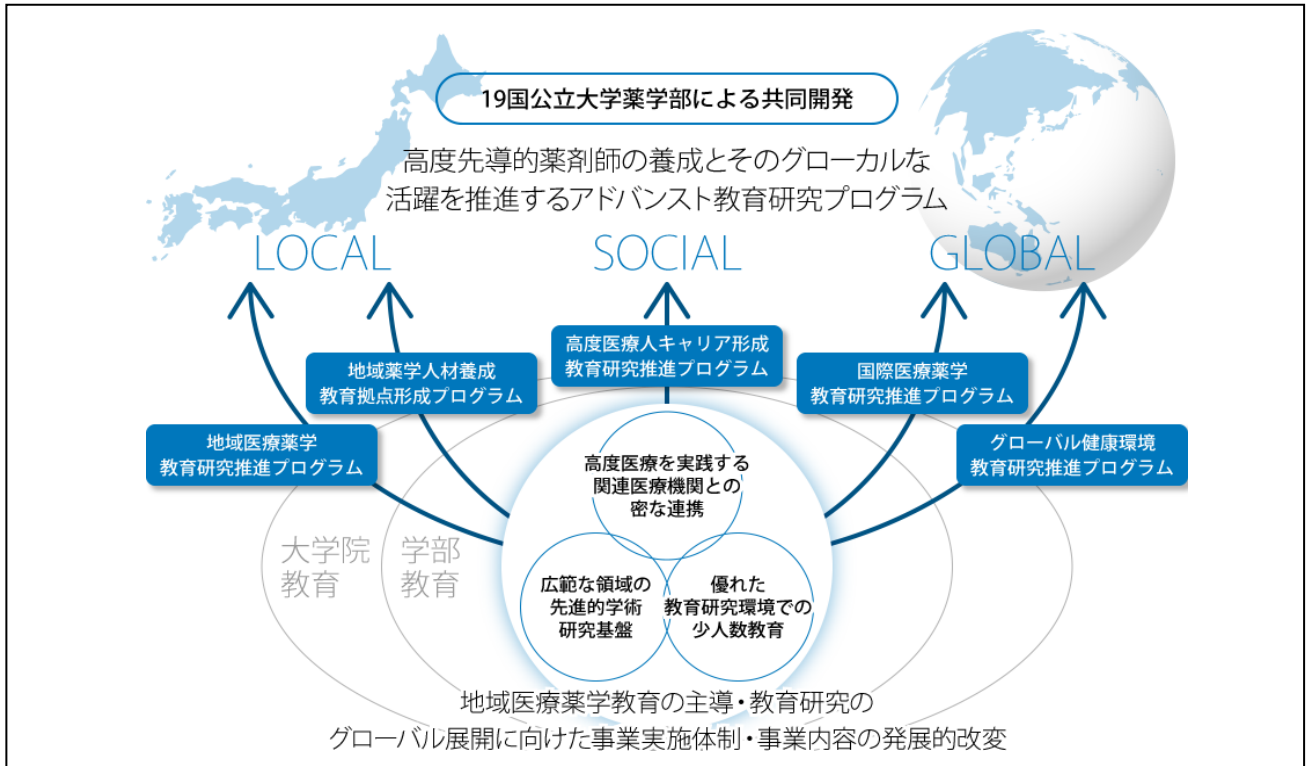 19国公立大学薬学部による共同開発
高度先導的薬剤師の養成とそのグローカルな
活躍を推進するアドバンスト教育研究プログラム
LOCAL
SOCIAL
GLOBAL
高度医療人キャリア形成
教育研究推進プログラム
地域薬学人材養成
教育拠点形成プログラム
国際医療薬学
教育研究推進プログラム
地域医療薬学
教育研究推進プログラム
グローバル健康環境
教育研究推進プログラム
高度医療を実践する
関連医療機関との
密な連携
大学院
教育
学部
教育
広範な領域の
先進的学術
研究基盤
優れた
教育研究環境での
少人数教育
地域医療薬学教育の主導・教育研究の
グローバル展開に向けた事業実施体制・事業内容の発展的改変